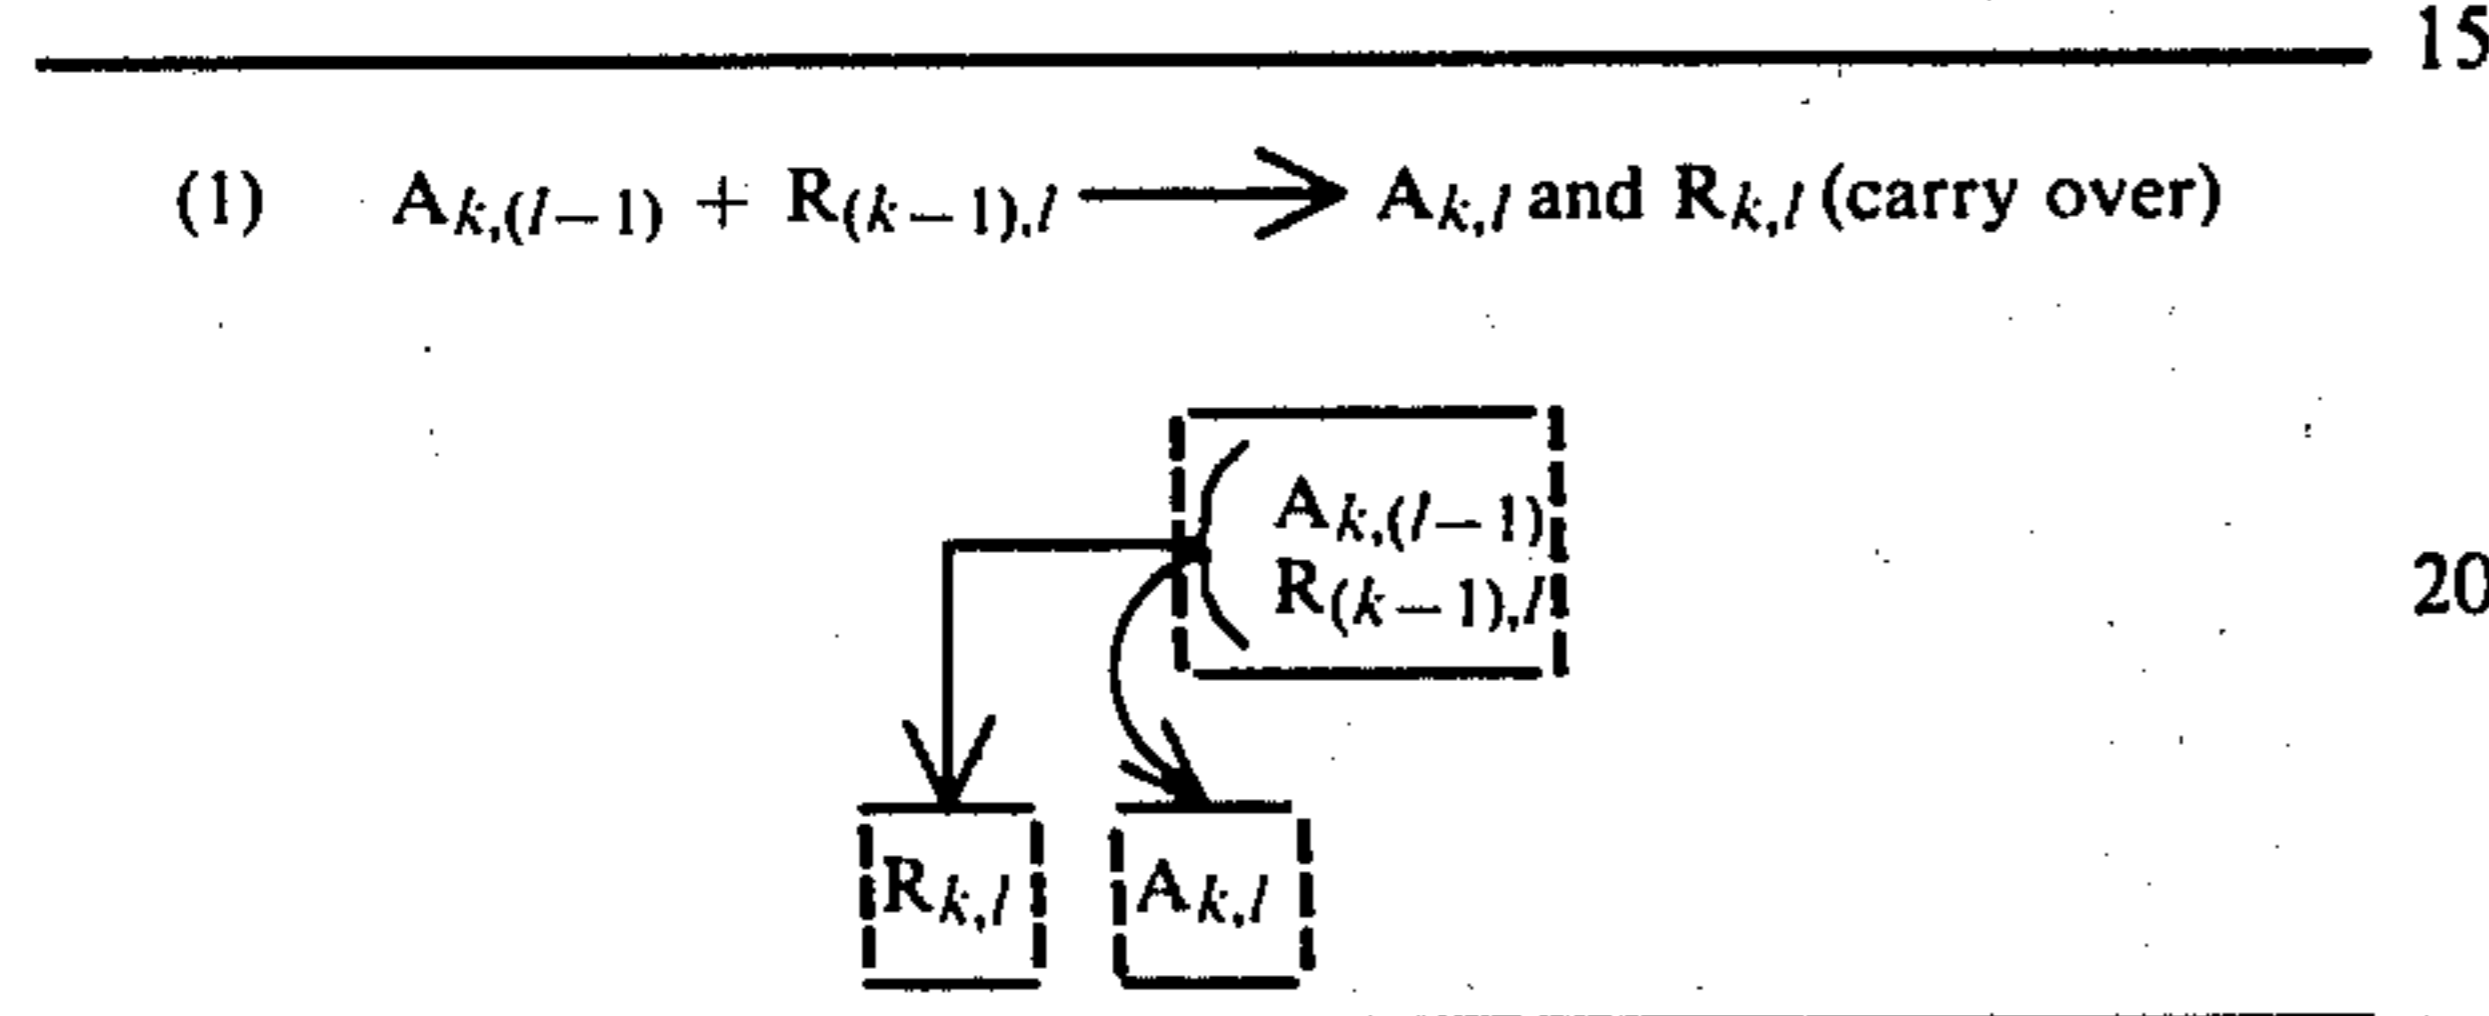 15
(1) A_{k,(l−1)} + R_{(k−1),l} ⟶ A_{k,l} and R_{k,l} (carry over)
A_{k,(l−1)}
20
R_{(k−1),l}
R_{k,l} A_{k,l}